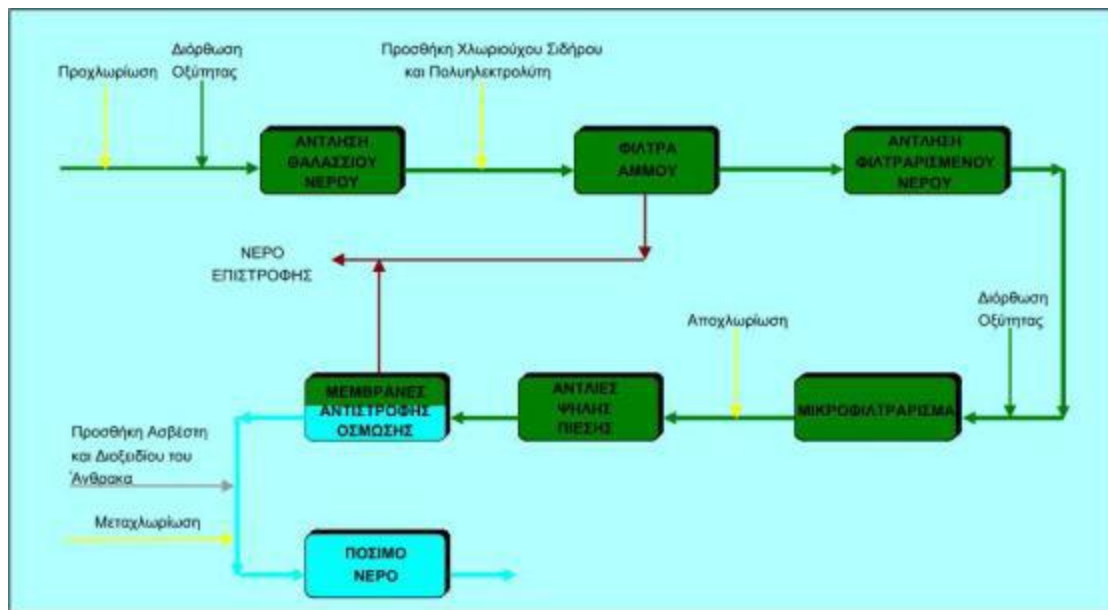 Προχλωρίωση
Διόρθωση
Οξύτητας
Προσθήκη Χλωριούχου Σιδήρου
και Πολυηλεκτρολύτη
ΑΝΤΛΗΣΗ
ΘΑΛΑΣΣΙΟΥ
ΝΕΡΟΥ
ΦΙΛΤΡΑ
ΑΜΜΟΥ
ΑΝΤΛΗΣΗ
ΦΙΛΤΡΑΡΙΣΜΕΝΟΥ
ΝΕΡΟΥ
ΝΕΡΟ
ΕΠΙΣΤΡΟΦΗΣ
Αποχλωρίωση
Διόρθωση
Οξύτητας
ΜΕΜΒΡΑΝΕΣ
ΑΝΤΙΣΤΡΟΦΗΣ
ΟΣΜΩΣΗΣ
ΑΝΤΛΙΕΣ
ΨΗΛΗΣ
ΠΙΕΣΗΣ
ΜΙΚΡΟΦΙΛΤΡΑΡΙΣΜΑ
Προσθήκη Ασβέστη
και Διοξειδίου του
Άνθρακα
Μεταχλωρίωση
ΠΟΣΙΜΟ
ΝΕΡΟ